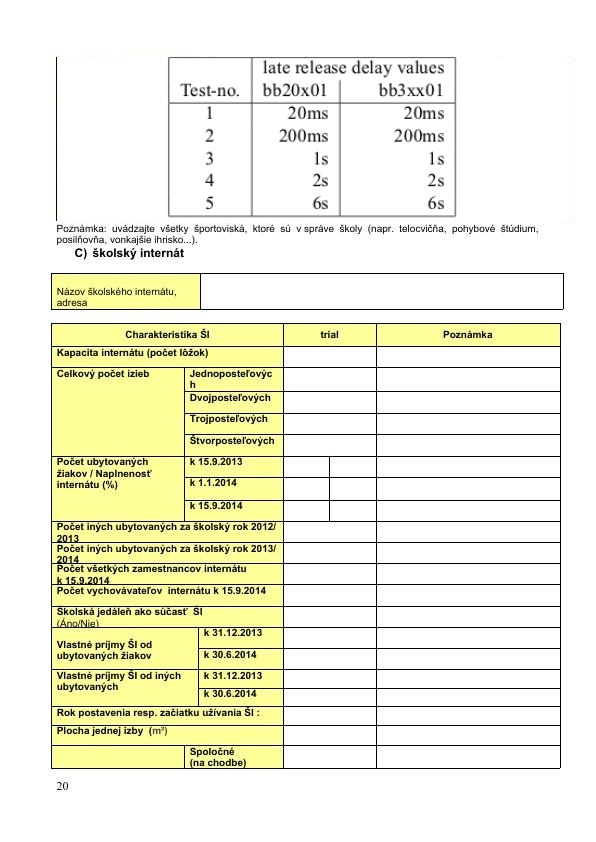 late release delay values
Test-no. bb20x01 bb3xx01
1 20ms 20ms
2 200ms 200ms
3 1s 1s
4 2s 2s
5 6s 6s
Poznámka: uvádzajte všetky športoviská, ktoré sú v správe školy (napr. telocvičňa, pohybové štúdium,
posilňovňa, vonkajšie ihrisko...).
C) školský internát
Názov školského internátu,
adresa
Charakteristika ŠI trial Poznámka
Kapacita internátu (počet lôžok)
Celkový počet izieb Jednoposteľovýc
h
Dvojposteľových
Trojposteľových
Štvorposteľových
Počet ubytovaných k 15.9.2013
žiakov / Naplnenosť
internátu (%) k 1.1.2014
k 15.9.2014
Počet iných ubytovaných za školský rok 2012/
2013
Počet iných ubytovaných za školský rok 2013/
2014
Počet všetkých zamestnancov internátu
k 15.9.2014
Počet vychovávateľov internátu k 15.9.2014
Školská jedáleň ako súčasť ŠI
(Áno/Nie)
Vlastné príjmy ŠI od k 31.12.2013
ubytovaných žiakov k 30.6.2014
Vlastné príjmy ŠI od iných k 31.12.2013
ubytovaných k 30.6.2014
Rok postavenia resp. začiatku užívania ŠI :
Plocha jednej izby (m²)
Spoločné
(na chodbe)
20